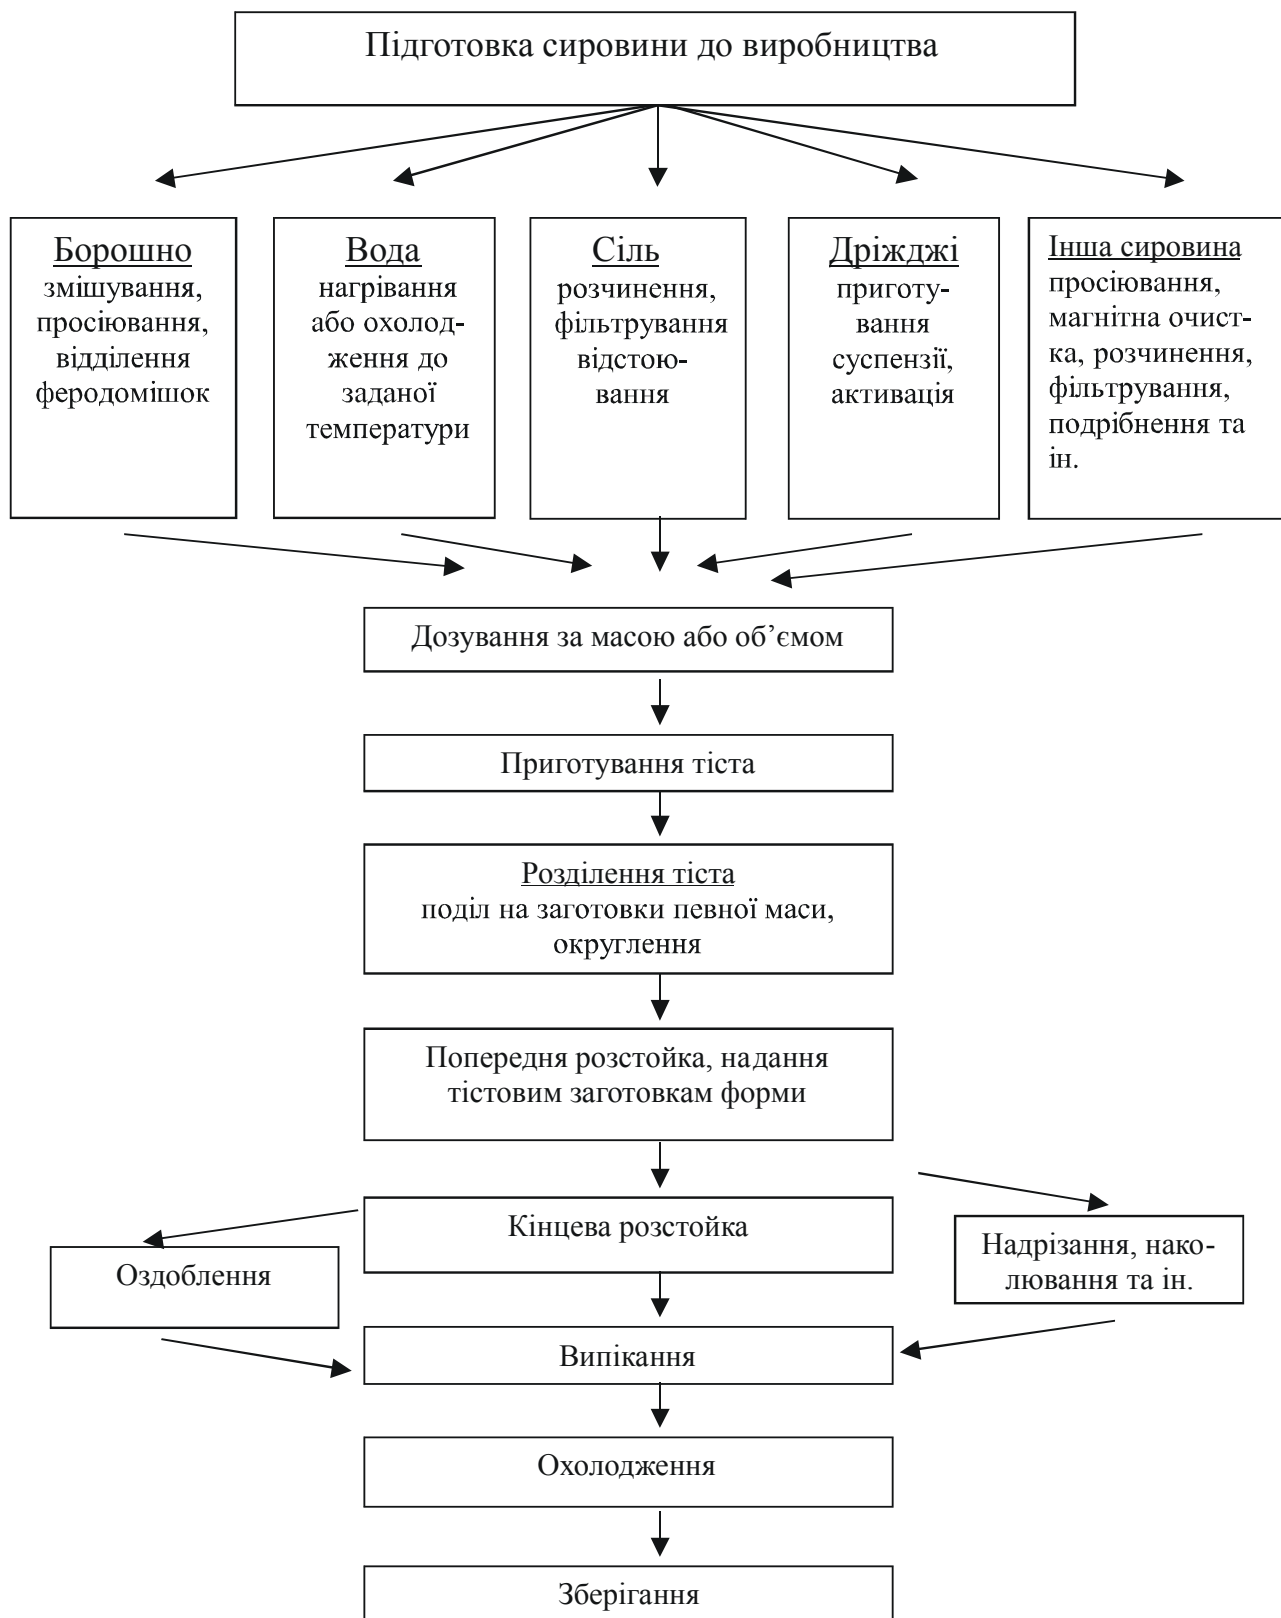 Підготовка сировини до виробництва
Борошно
змішування,
просіювання,
відділення
феродомішок
Вода
нагрівання
або охолод-
ження до
заданої
температури
Сіль
розчинення,
фільтрування
відстою-
вання
Дріжджі
приготу-
вання
суспензії,
активація
Інша сировина
просіювання,
магнітна очист-
ка, розчинення,
фільтрування,
подрібнення та
ін.
Дозування за масою або об’ємом
Приготування тіста
Розділення тіста
поділ на заготовки певної маси,
округлення
Попередня розстойка, надання
тістовим заготовкам форми
Кінцева розстойка
Оздоблення
Надрізання, нако-
лювання та ін.
Випікання
Охолодження
Зберігання